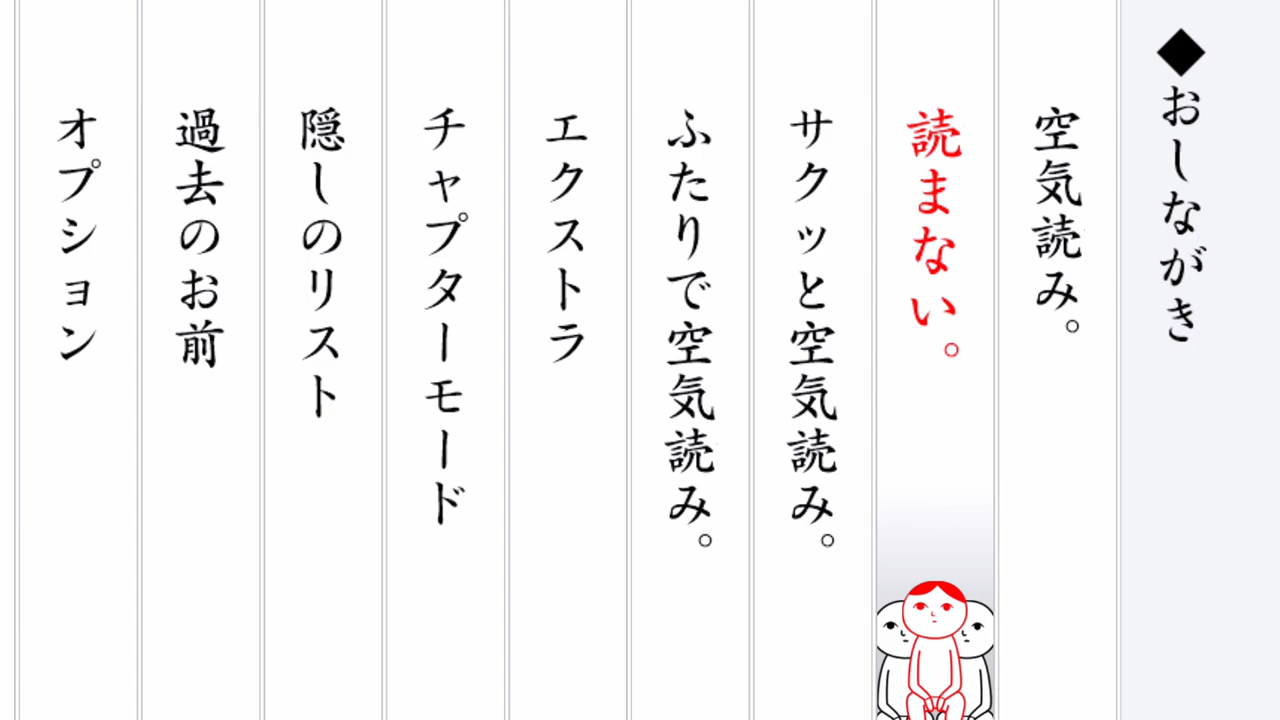 ◆おしながき
空気読み。
読まない。
サクッと空気読み。
ふたりで空気読み。
エクストラ
チャプターモード
隠しのリスト
過去のお前
オプション